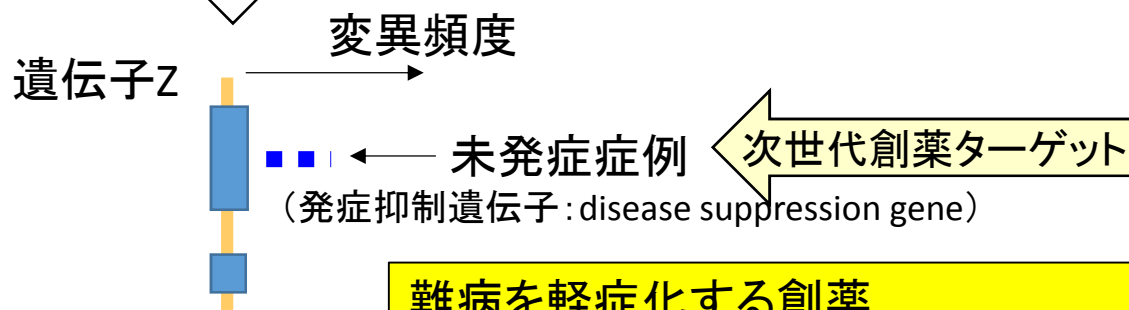 変異頻度
遺伝子Z
未発症症例
次世代創薬ターゲット
（発症抑制遺伝子：disease suppression gene）
難病を軽症化する創薬